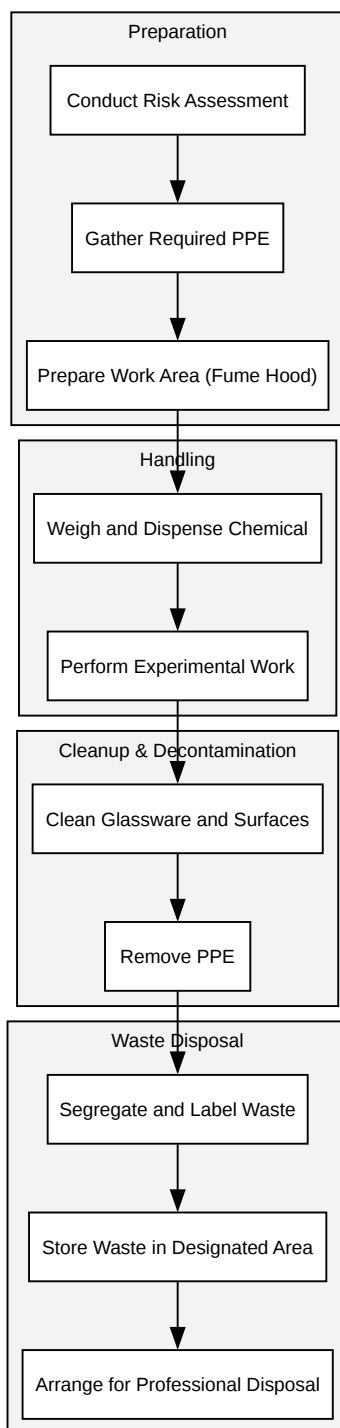 Preparation
Conduct Risk Assessment
Gather Required PPE
Prepare Work Area (Fume Hood)
Handling
Weigh and Dispense Chemical
Perform Experimental Work
Cleanup & Decontamination
Clean Glassware and Surfaces
Remove PPE
Waste Disposal
Segregate and Label Waste
Store Waste in Designated Area
Arrange for Professional Disposal